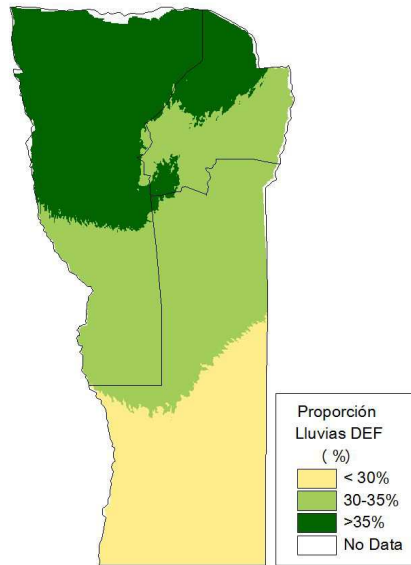 Proporción
Lluvias DEF
( %)
< 30%
30-35%
>35%
No Data